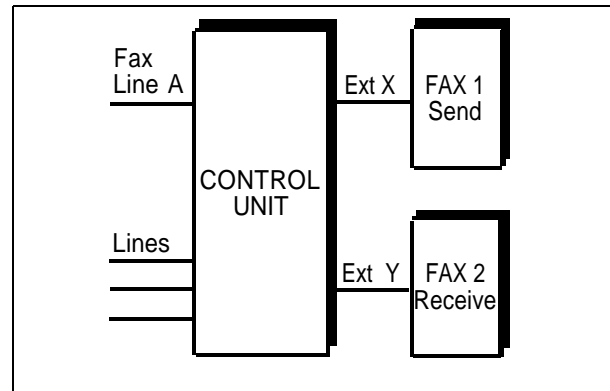 Fax
Line A
Ext X
FAX 1
Send
CONTROL
UNIT
Lines
Ext Y
FAX 2
Receive